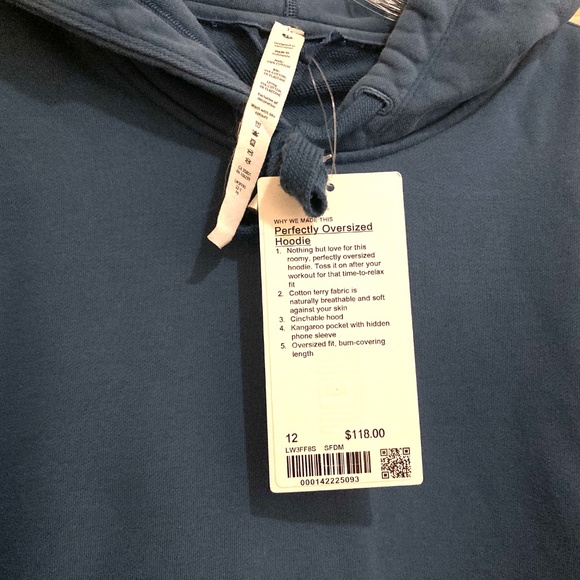 WHY WE MADE THIS
Perfectly Oversized
Hoodie
1. Nothing but love for this
roomy, perfectly oversized
hoodie. Toss it on after your
workout for that time-to-relax
fit
2. Cotton terry fabric is
naturally breathable and soft
against your skin
3. Cinchable hood
4. Kangaroo pocket with hidden
phone sleeve
5. Oversized fit, bum-covering
length
12 $118.00
LW3FF8S SFDM
000142225093